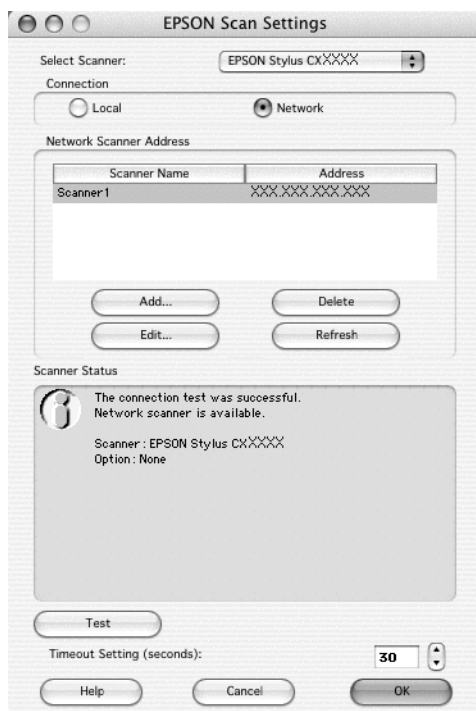 EPSON Scan Settings
Select Scanner: EPSON Stylus CXXXXX
Connection
Local Network
Network Scanner Address
Scanner Name Address
Scanner1 XXX.XXX.XXX.XXX
Add... Delete
Edit... Refresh
Scanner Status
The connection test was successful.
Network scanner is available.
Scanner : EPSON Stylus CXXXXX
Option : None
Test
Timeout Setting (seconds): 30
Help Cancel OK